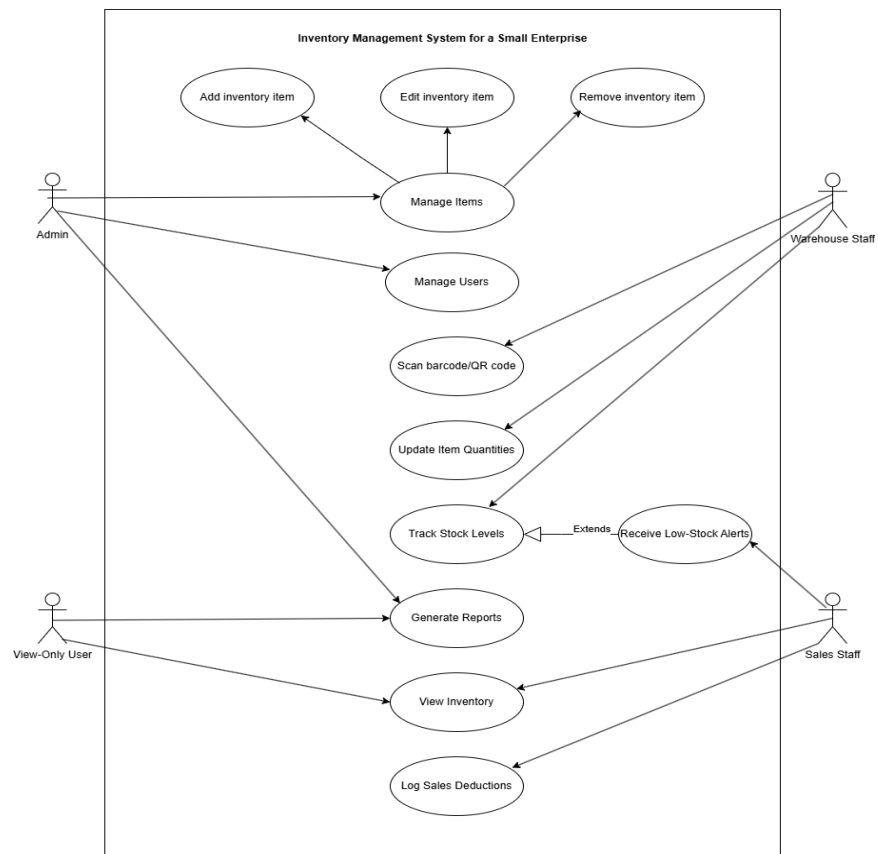 Inventory Management System for a Small Enterprise
Add inventory item
Edit inventory item
Remove inventory item
Manage Items
Admin
Warehouse Staff
Manage Users
Scan barcode/QR code
Update Item Quantities
Track Stock Levels
Extends
Receive Low-Stock Alerts
Generate Reports
View-Only User
Sales Staff
View Inventory
Log Sales Deductions